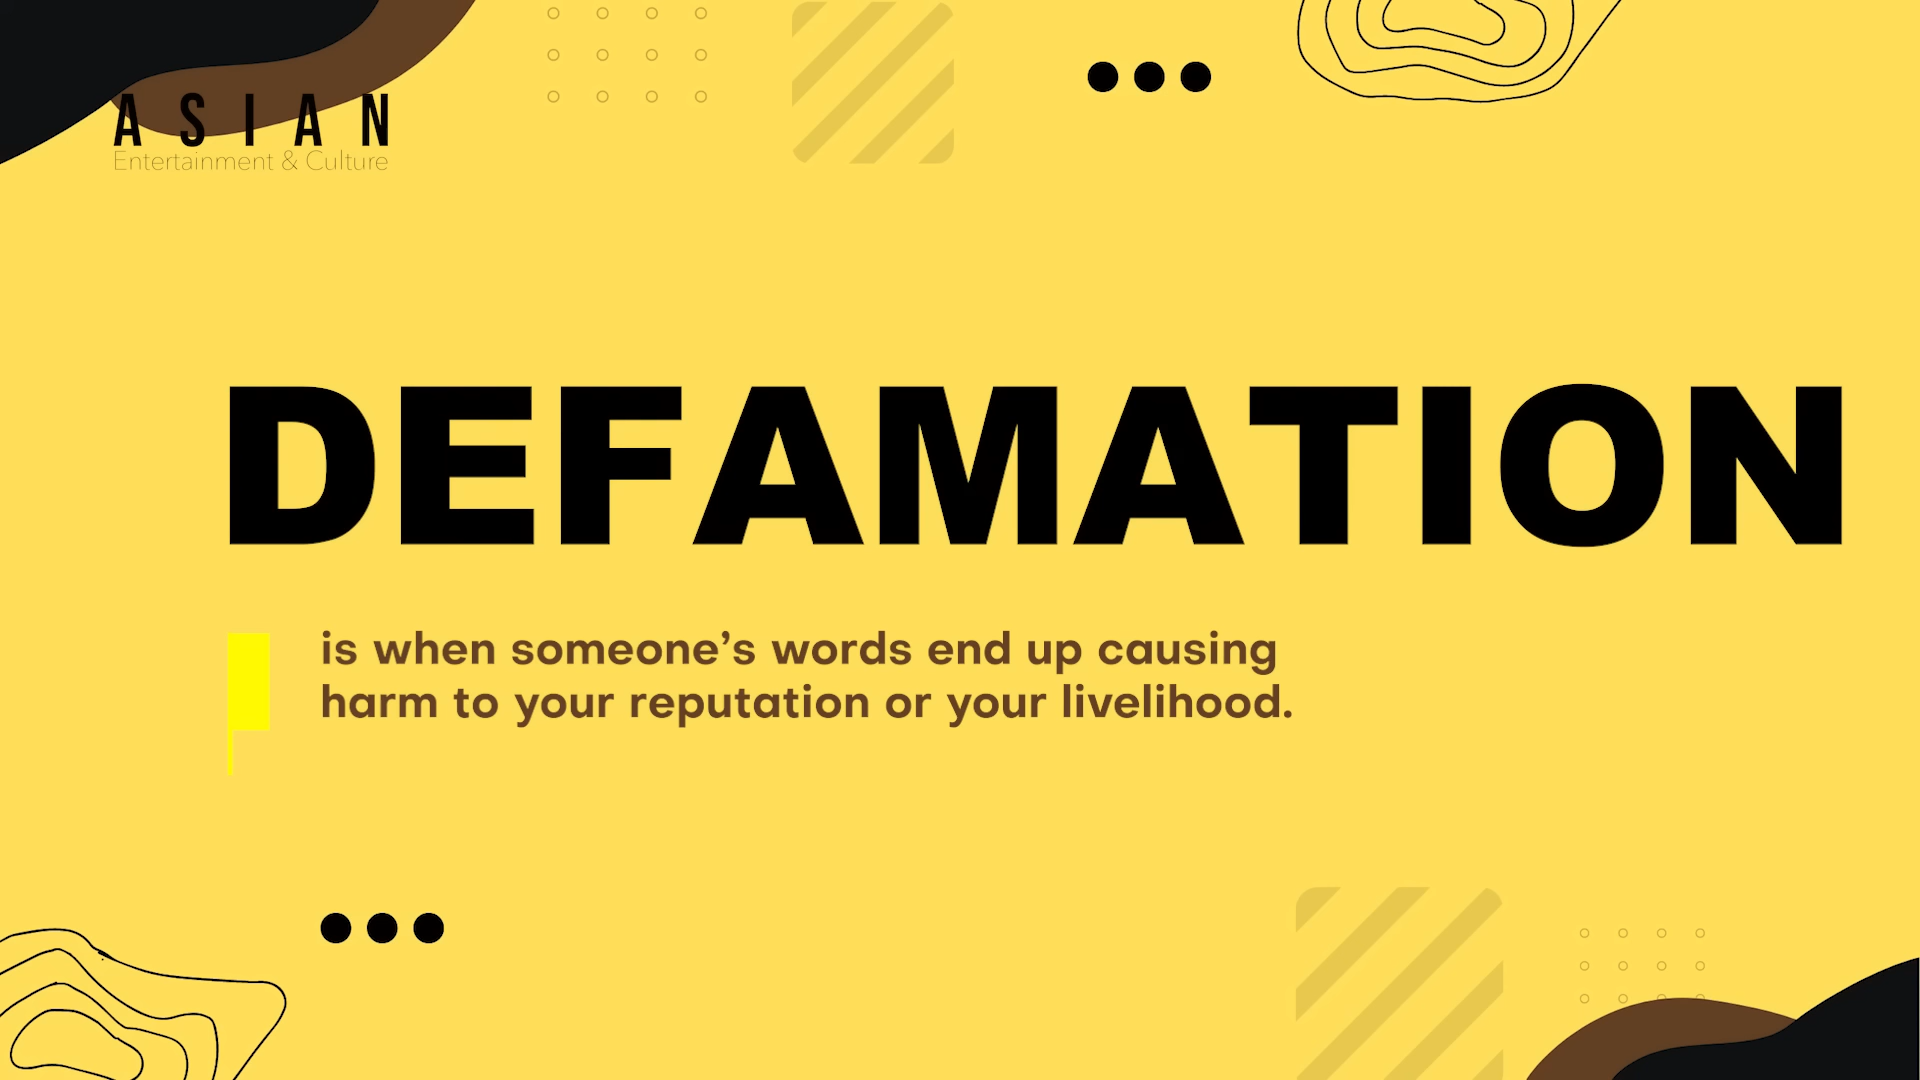 ASIAN
Entertainment & Culture
DEFAMATION
is when someone’s words end up causing
harm to your reputation or your livelihood.